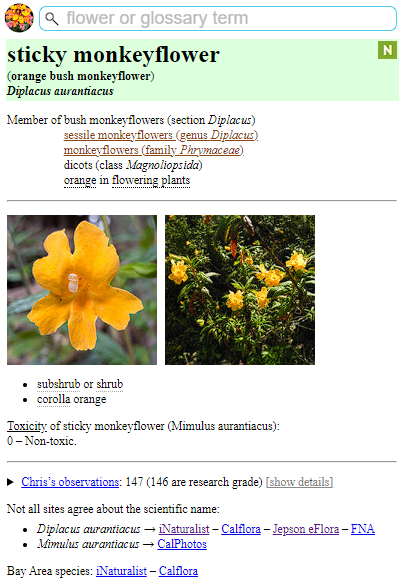 flower or glossary term
sticky monkeyflower
N
(orange bush monkeyflower)
Diplacus aurantiacus
Member of bush monkeyflowers (section Diplacus)
sessile monkeyflowers (genus Diplacus)
monkeyflowers (family Phrymaceae)
dicots (class Magnoliopsida)
orange in flowering plants
• subshrub or shrub
• corolla orange
Toxicity of sticky monkeyflower (Mimulus aurantiacus):
0 – Non-toxic.
▶ Chris's observations: 147 (146 are research grade) [show details]
Not all sites agree about the scientific name:
• Diplacus aurantiacus → iNaturalist – Calflora – Jepson eFlora – FNA
• Mimulus aurantiacus → CalPhotos
Bay Area species: iNaturalist – Calflora